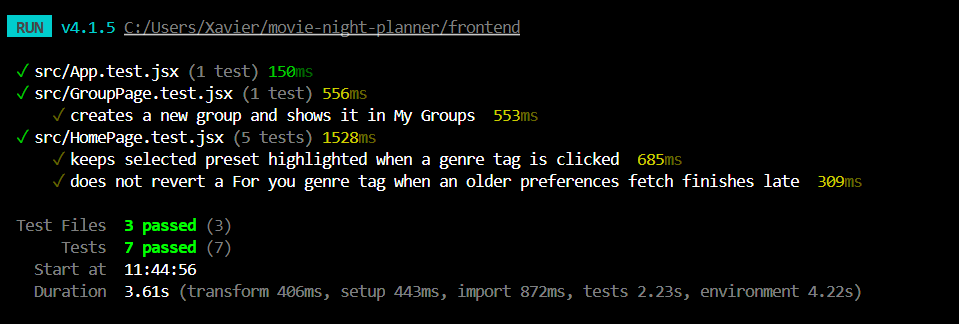 RUN v4.1.5 C:/Users/Xavier/movie-night-planner/frontend
✓ src/App.test.jsx (1 test) 150ms
✓ src/GroupPage.test.jsx (1 test) 556ms
✓ creates a new group and shows it in My Groups 553ms
✓ src/HomePage.test.jsx (5 tests) 1528ms
✓ keeps selected preset highlighted when a genre tag is clicked 685ms
✓ does not revert a For you genre tag when an older preferences fetch finishes late 309ms
Test Files 3 passed (3)
Tests 7 passed (7)
Start at 11:44:56
Duration 3.61s (transform 406ms, setup 443ms, import 872ms, tests 2.23s, environment 4.22s)